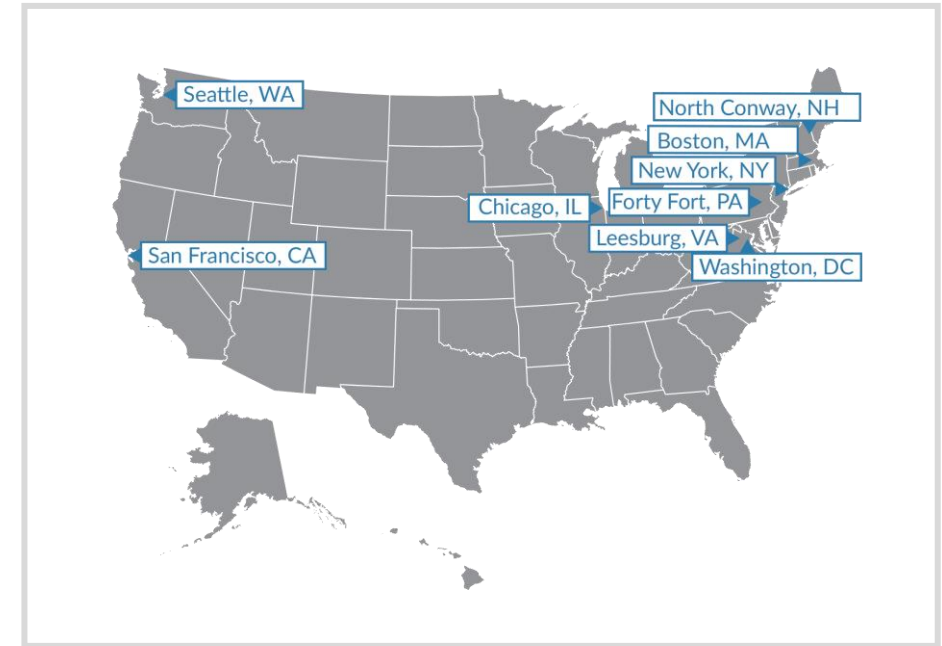 Seattle, WA
North Conway, NH
Boston, MA
New York, NY
Forty Fort, PA
Chicago, IL
Leesburg, VA
San Francisco, CA
Washington, DC